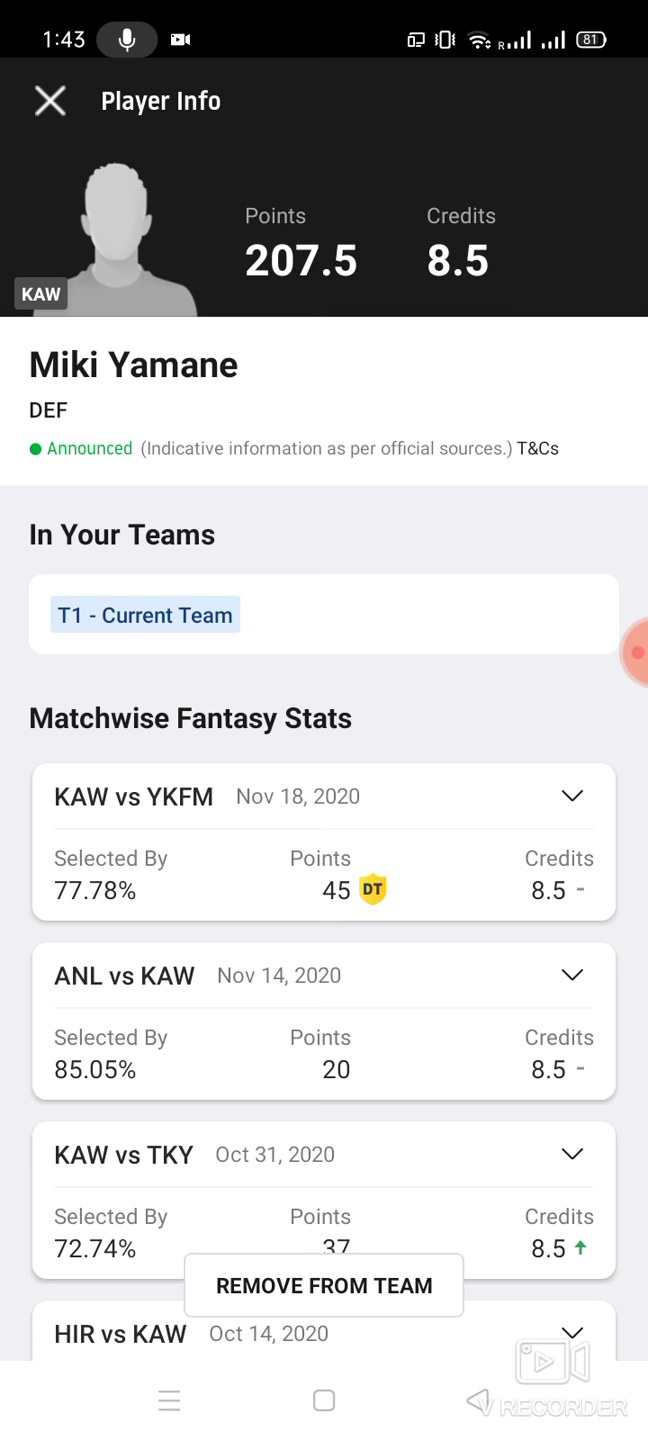 1:43
R
81
Player Info
Points
Credits
207.5
8.5
KAW
Miki Yamane
DEF
Announced (Indicative information as per official sources.) T&Cs
In Your Teams
T1 - Current Team
Matchwise Fantasy Stats
KAW vs YKFM Nov 18, 2020
Selected By Points Credits
77.78% 45 DT 8.5 -
ANL vs KAW Nov 14, 2020
Selected By Points Credits
85.05% 20 8.5 -
KAW vs TKY Oct 31, 2020
Selected By Points Credits
72.74% 37 8.5
REMOVE FROM TEAM
HIR vs KAW Oct 14, 2020
V RECORDER